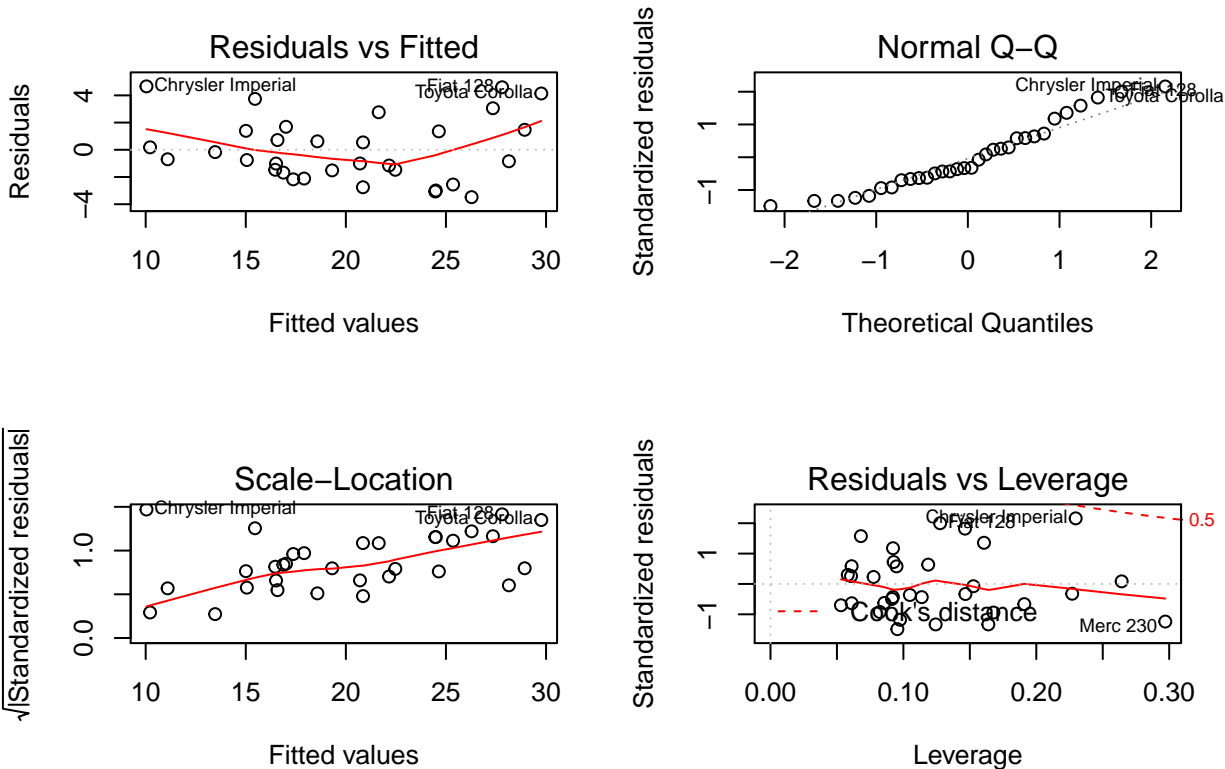 Residuals vs Fitted
Residuals
4
0
−4
Chrysler Imperial
Fiat 128
Toyota Corolla
10 15 20 25 30
Fitted values
Normal Q−Q
Standardized residuals
1
−1
Chrysler Imperial
Fiat 128
Toyota Corolla
−2 −1 0 1 2
Theoretical Quantiles
Scale−Location
√|Standardized residuals|
1.0
0.0
Chrysler Imperial
Fiat 128
Toyota Corolla
10 15 20 25 30
Fitted values
Residuals vs Leverage
Standardized residuals
1
−1
Chrysler Imperial
Fiat 128
0.5
Cook's distance
Merc 230
0.00 0.10 0.20 0.30
Leverage